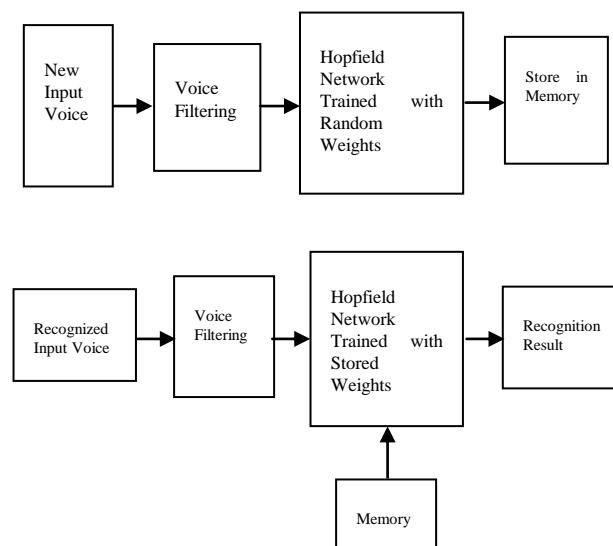 New
Input
Voice
Voice
Filtering
Hopfield
Network
Trained with
Random
Weights
Store in
Memory
Recognized
Input Voice
Voice
Filtering
Hopfield
Network
Trained with
Stored
Weights
Recognition
Result
Memory